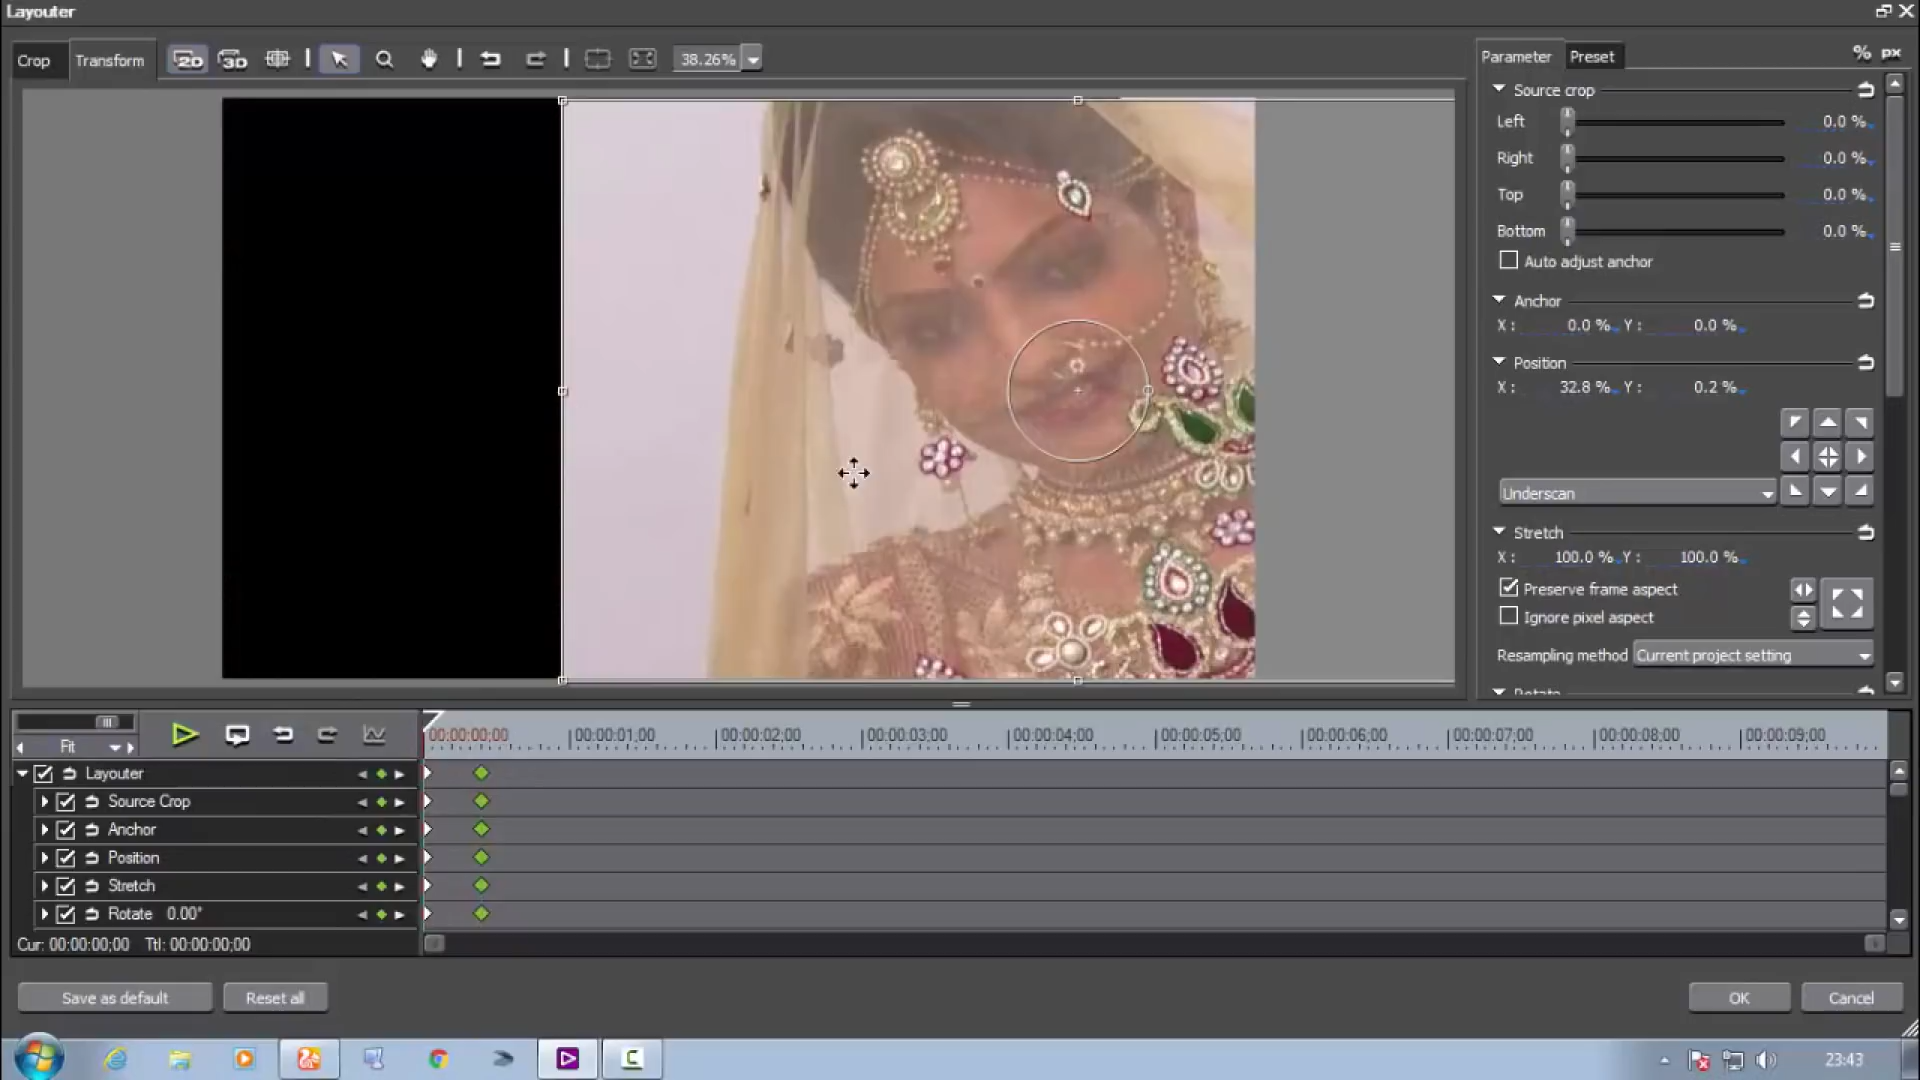 Layouter
Crop Transform 2D 3D 38.26%
Parameter Preset % px
Source crop
Left 0.0 %
Right 0.0 %
Top 0.0 %
Bottom 0.0 %
Auto adjust anchor
Anchor
X : 0.0 % Y : 0.0 %
Position
X : 32.8 % Y : 0.2 %
Underscan
Stretch
X : 100.0 % Y : 100.0 %
Preserve frame aspect
Ignore pixel aspect
Resampling method Current project setting
Rotate
Fit
00:00:00;00 00:00:01;00 00:00:02;00 00:00:03;00 00:00:04;00 00:00:05;00 00:00:06;00 00:00:07;00 00:00:08;00 00:00:09;00
Layouter
Source Crop
Anchor
Position
Stretch
Rotate 0.00°
Cur: 00:00:00;00 Ttl: 00:00:00;00
Save as default Reset all OK Cancel
23:43